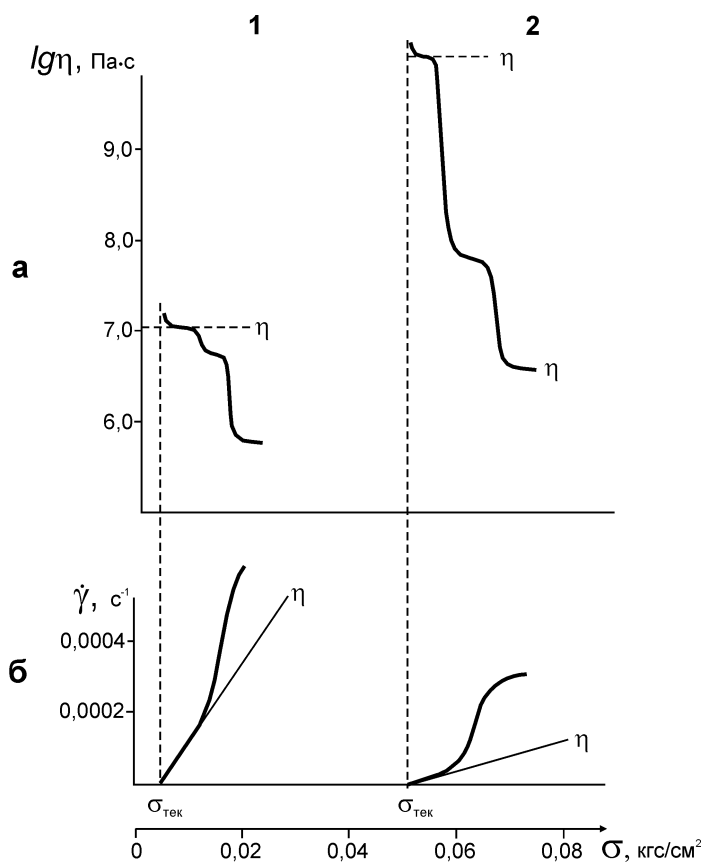 1 2
lgη, Па·с
η
9,0
8,0
а
7,0
η
η
6,0
γ̇, с⁻¹
η
0,0004
б
0,0002
η
σтек σтек
0 0,02 0,04 0,06 0,08 σ, кгс/см²